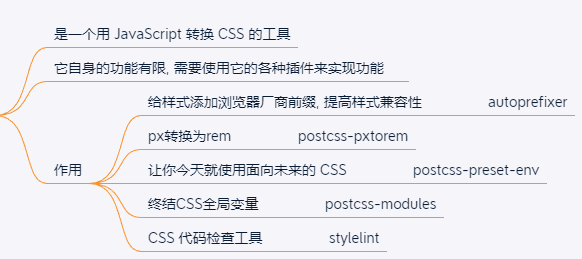 是一个用 JavaScript 转换 CSS 的工具
它自身的功能有限, 需要使用它的各种插件来实现功能
给样式添加浏览器厂商前缀, 提高样式兼容性 autoprefixer
px转换为rem postcss-pxtorem
作用 让你今天就使用面向未来的 CSS postcss-preset-env
终结CSS全局变量 postcss-modules
CSS 代码检查工具 stylelint